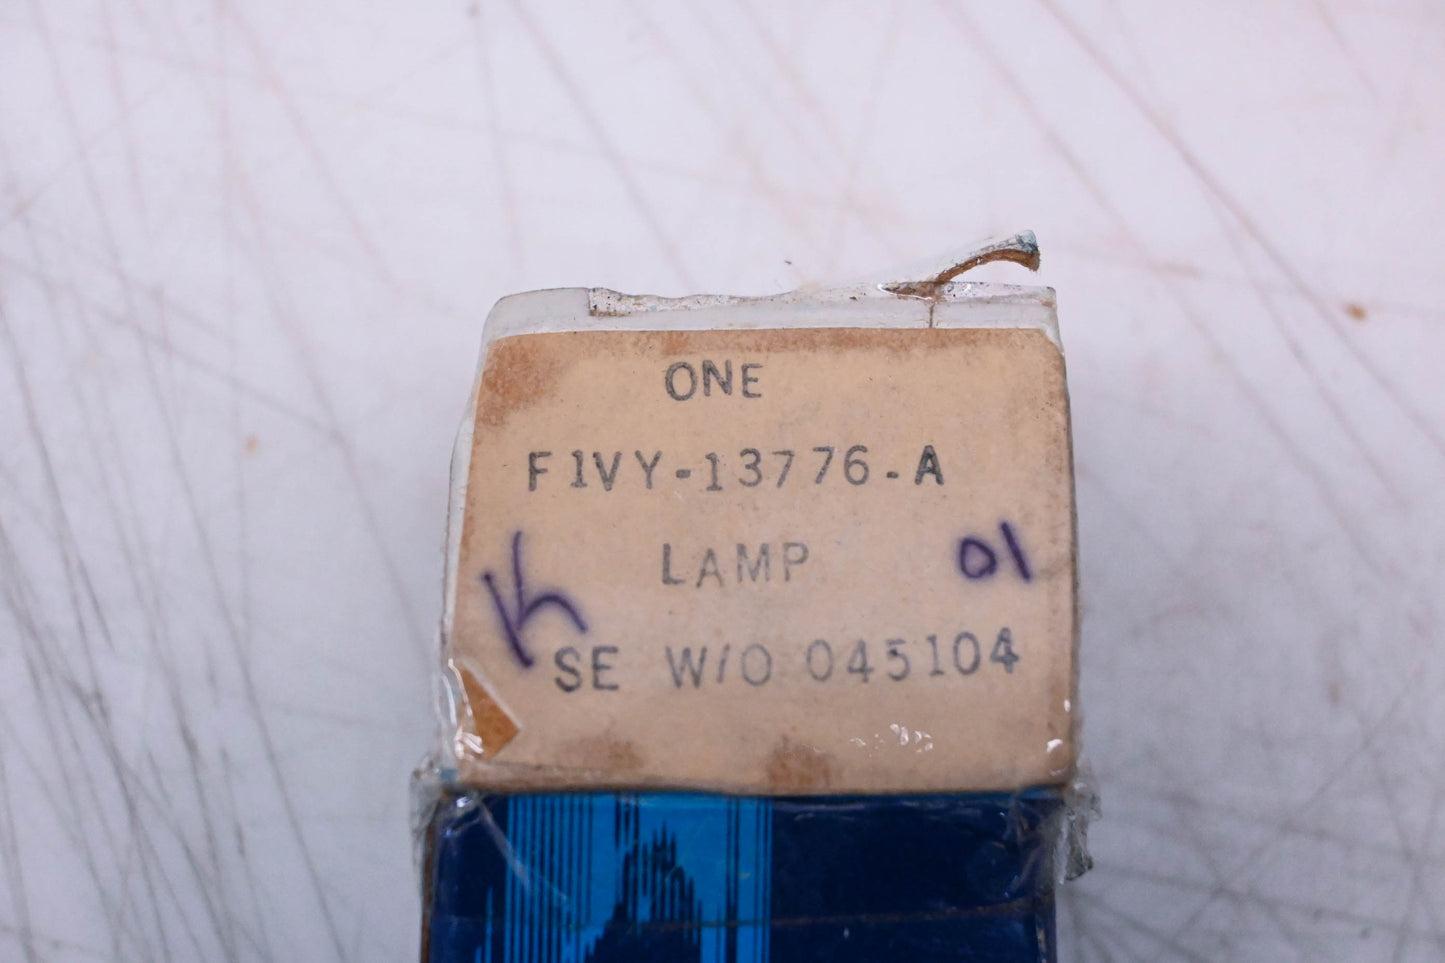 ONE
F1VY-13776-A
LAMP
K
01
SE W/O 045104